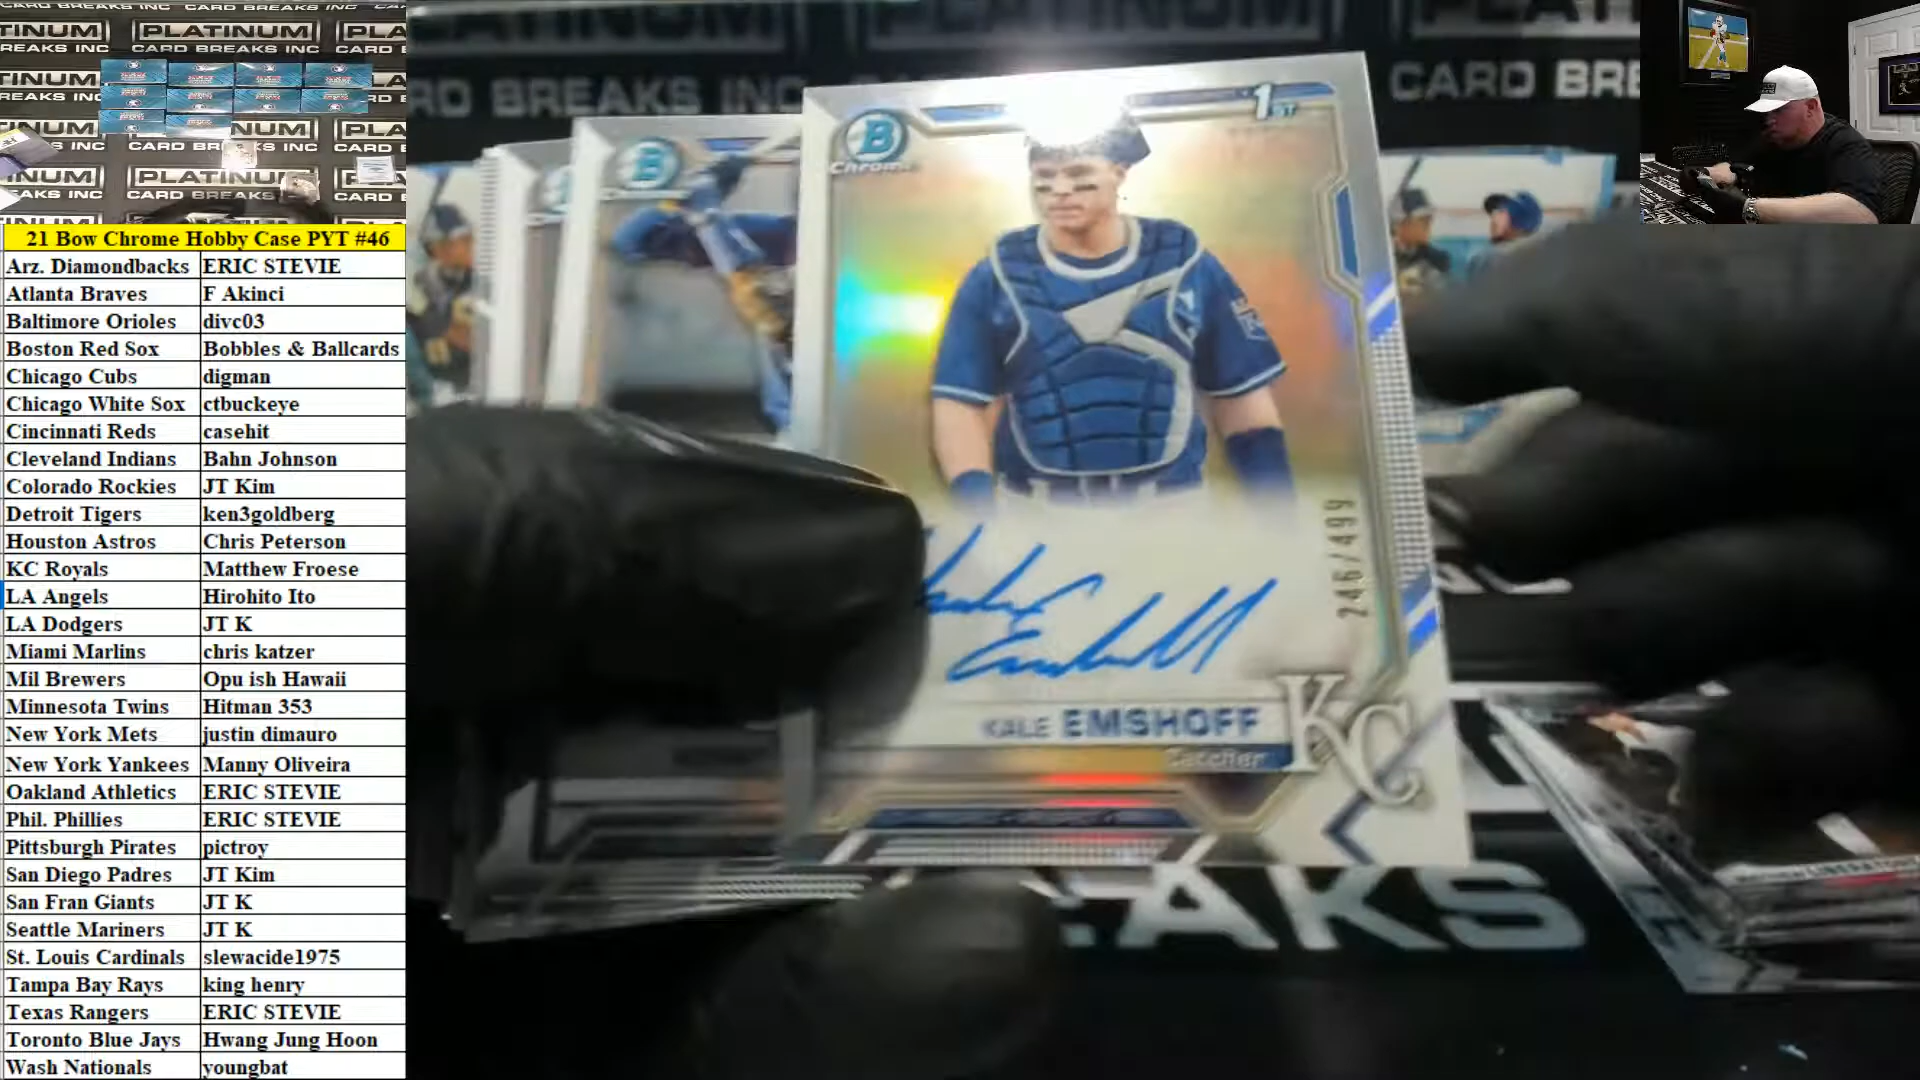 PLATINUM
CARD BREAKS INC
21 Bow Chrome Hobby Case PYT #46
Arz. Diamondbacks ERIC STEVIE
Atlanta Braves F Akinci
Baltimore Orioles divc03
Boston Red Sox Bobbles & Ballcards
Chicago Cubs digman
Chicago White Sox ctbuckeye
Cincinnati Reds casehit
Cleveland Indians Bahn Johnson
Colorado Rockies JT Kim
Detroit Tigers ken3goldberg
Houston Astros Chris Peterson
KC Royals Matthew Froese
LA Angels Hirohito Ito
LA Dodgers JT K
Miami Marlins chris katzer
Mil Brewers Opu ish Hawaii
Minnesota Twins Hitman 353
New York Mets justin dimauro
New York Yankees Manny Oliveira
Oakland Athletics ERIC STEVIE
Phil. Phillies ERIC STEVIE
Pittsburgh Pirates pictroy
San Diego Padres JT Kim
San Fran Giants JT K
Seattle Mariners JT K
St. Louis Cardinals slewacide1975
Tampa Bay Rays king henry
Texas Rangers ERIC STEVIE
Toronto Blue Jays Hwang Jung Hoon
Wash Nationals youngbat
RD BREAKS INC
CARD BRE
B
Chrome
1ST
246/499
KALE EMSHOFF
Catcher
KC
EAKS